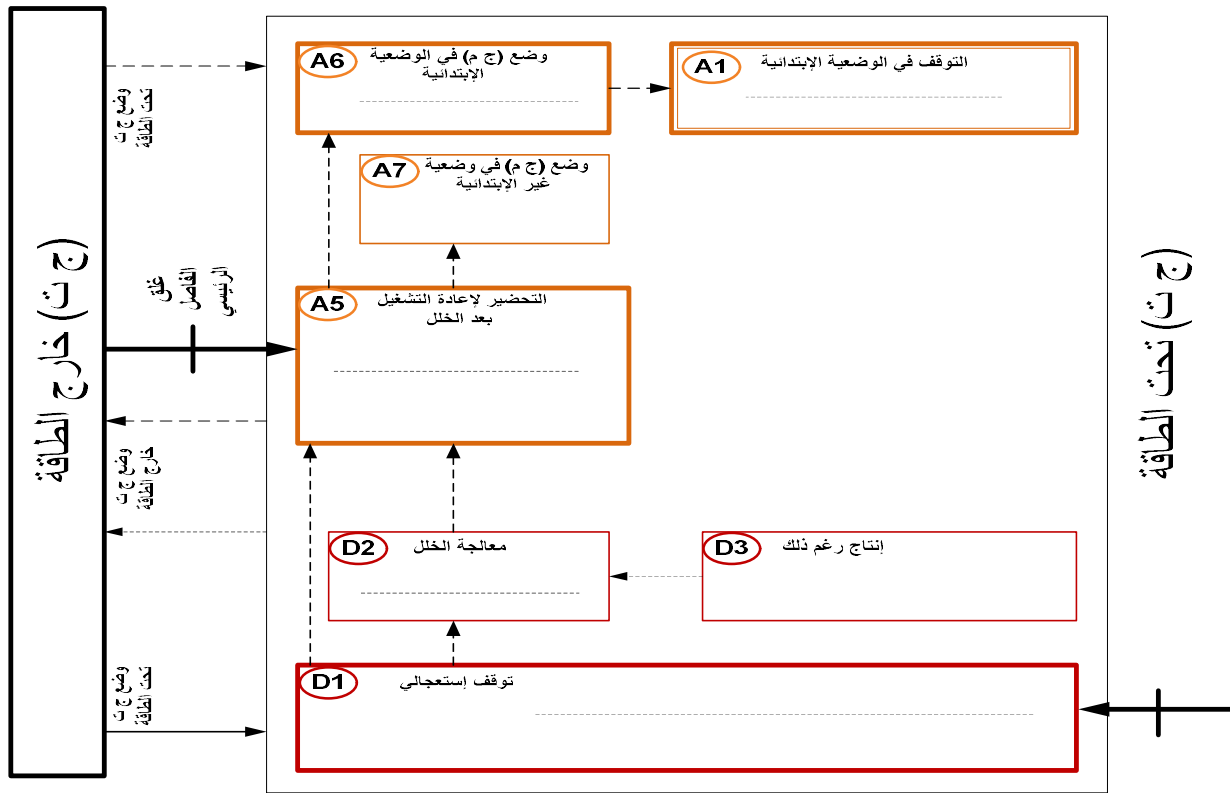 A6
وضع (ج م) في الوضعية
الإبتدائية
A1
التوقف في الوضعية الإبتدائية
وضع ج ت
تحت الطاقة
A7
وضع (ج م) في وضعية
غير الإبتدائية
(ج ت) خارج الطاقة
غلق
الفاصل
الرئيسي
A5
التحضير لإعادة التشغيل
بعد الخلل
(ج ت) تحت الطاقة
وضع ج ت
خارج الطاقة
D2
معالجة الخلل
D3
إنتاج رغم ذلك
وضع ج ت
تحت الطاقة
D1
توقف إستعجالي